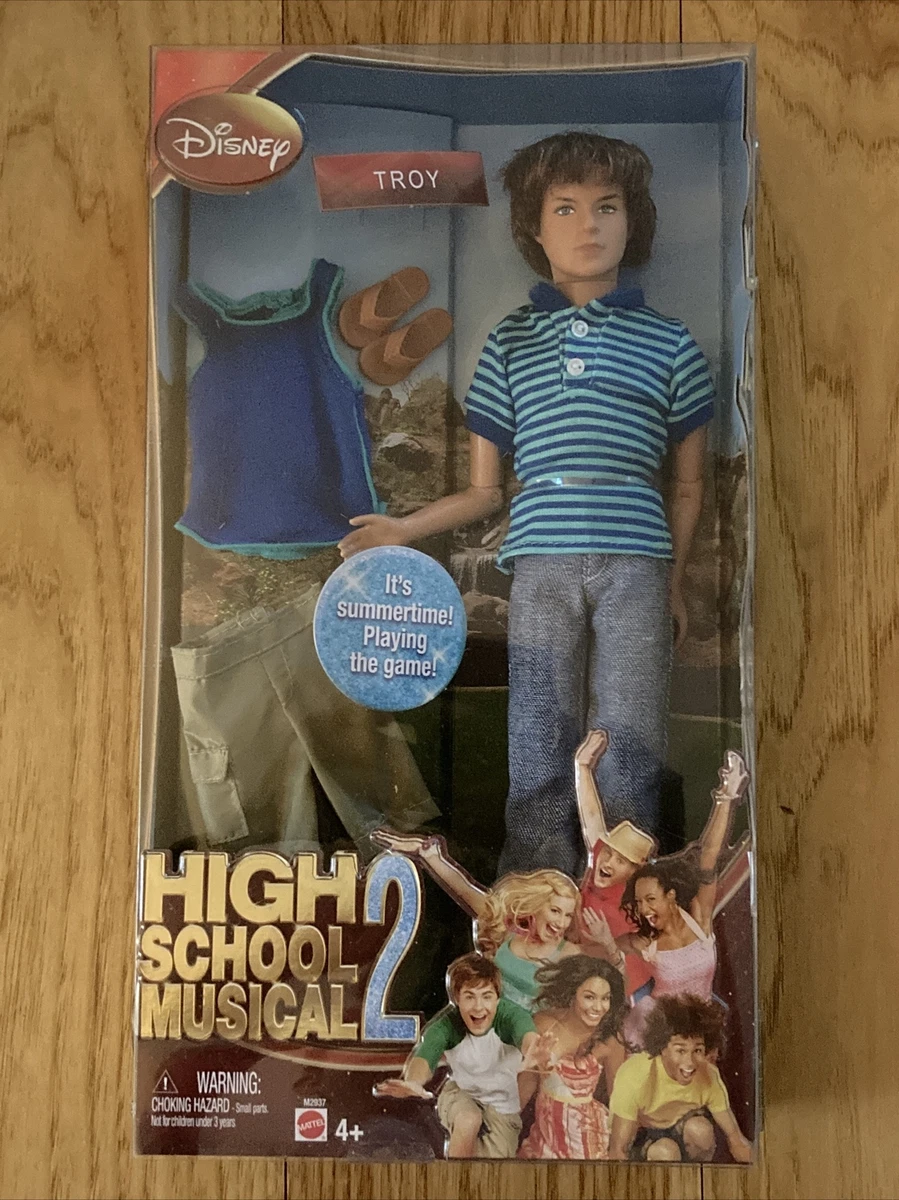 Disney
TROY
It's
summertime!
Playing
the game!
HIGH
SCHOOL
MUSICAL 2
WARNING:
CHOKING HAZARD - Small parts.
Not for children under 3 years
M2937
MATTEL
4+